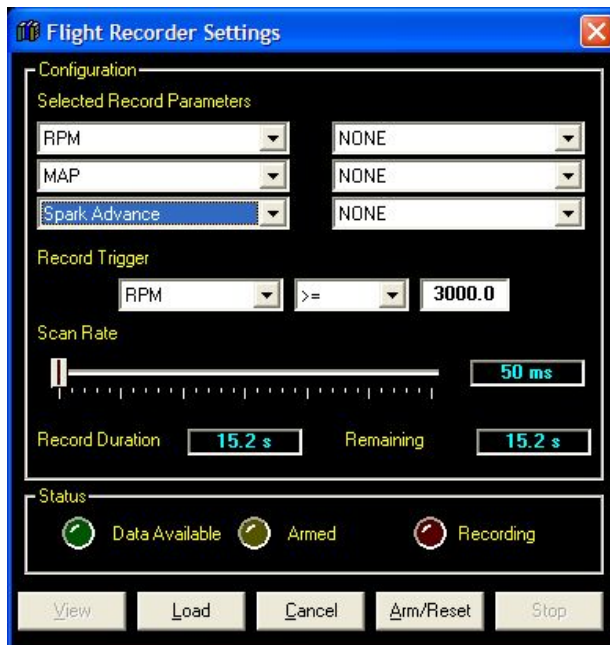 Flight Recorder Settings
Configuration
Selected Record Parameters
RPM NONE
MAP NONE
Spark Advance NONE
Record Trigger
RPM >= 3000.0
Scan Rate
50 ms
Record Duration 15.2 s Remaining 15.2 s
Status
Data Available Armed Recording
View Load Cancel Arm/Reset Stop